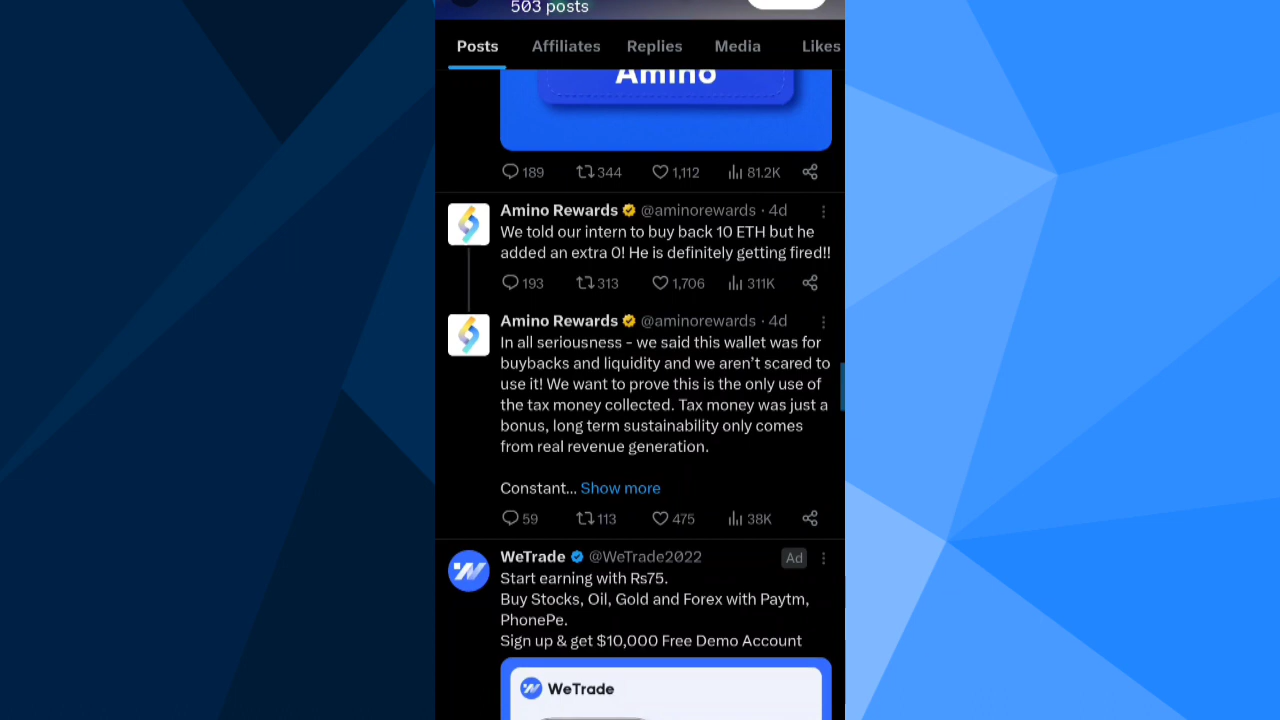 503 posts
Posts Affiliates Replies Media Likes
Amino
189 344 1,112 81.2K
Amino Rewards @aminorewards · 4d
We told our intern to buy back 10 ETH but he
added an extra 0! He is definitely getting fired!!
193 313 1,706 311K
Amino Rewards @aminorewards · 4d
In all seriousness - we said this wallet was for
buybacks and liquidity and we aren’t scared to
use it! We want to prove this is the only use of
the tax money collected. Tax money was just a
bonus, long term sustainability only comes
from real revenue generation.
Constant... Show more
59 113 475 38K
WeTrade @WeTrade2022 Ad
Start earning with Rs75.
Buy Stocks, Oil, Gold and Forex with Paytm,
PhonePe.
Sign up & get $10,000 Free Demo Account
WeTrade